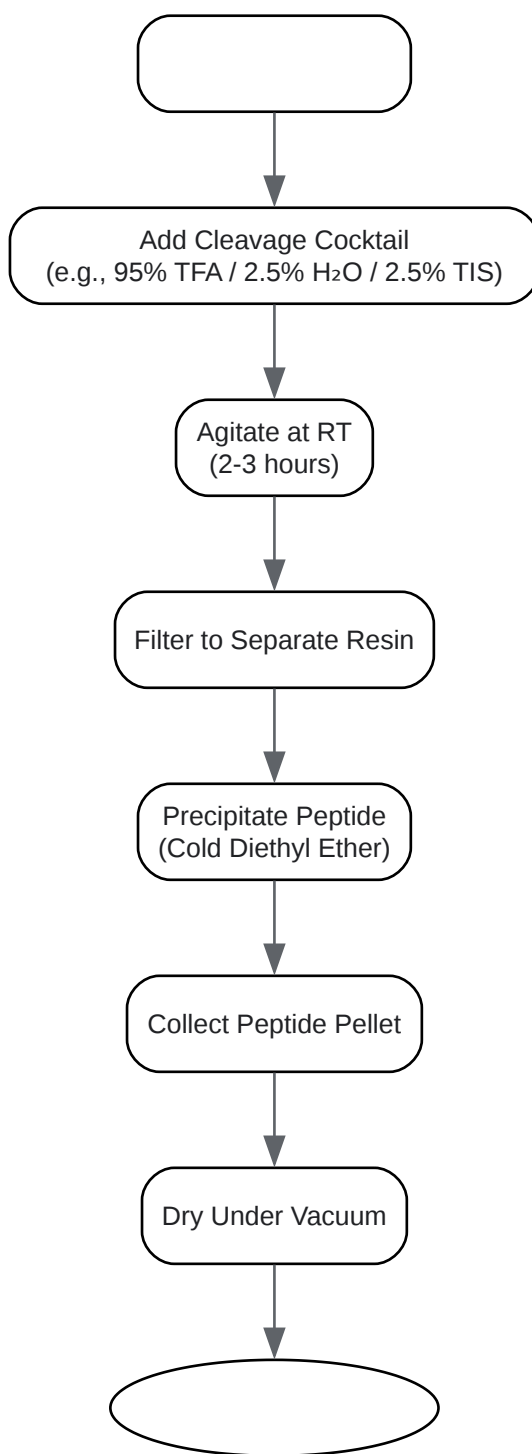 Add Cleavage Cocktail
(e.g., 95% TFA / 2.5% H₂O / 2.5% TIS)
Agitate at RT
(2-3 hours)
Filter to Separate Resin
Precipitate Peptide
(Cold Diethyl Ether)
Collect Peptide Pellet
Dry Under Vacuum